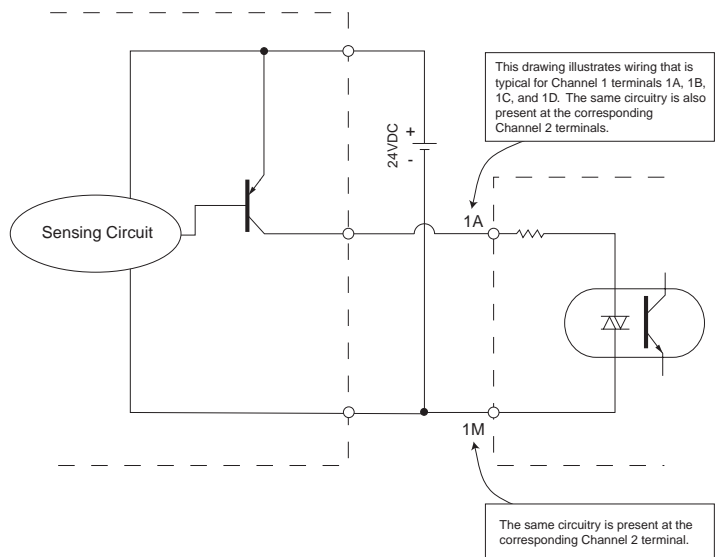 This drawing illustrates wiring that is
typical for Channel 1 terminals 1A, 1B,
1C, and 1D.  The same circuitry is also
present at the corresponding
Channel 2 terminals.
24VDC
+
-
1A
Sensing Circuit
1M
The same circuitry is present at the
corresponding Channel 2 terminal.